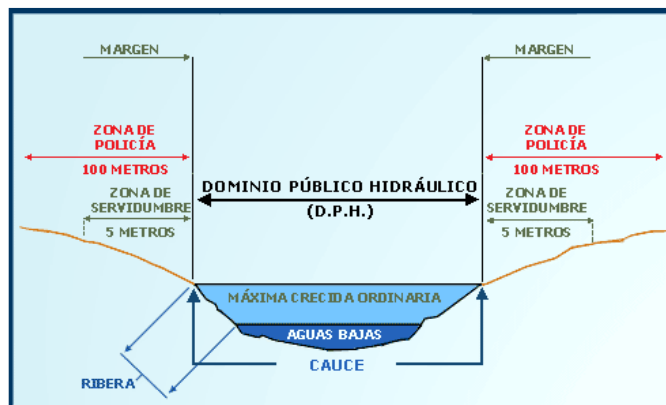 MARGEN
MARGEN
ZONA DE
POLICÍA
100 METROS
ZONA DE
POLICÍA
100 METROS
DOMINIO PÚBLICO HIDRÁULICO
(D.P.H.)
ZONA DE
SERVIDUMBRE
5 METROS
ZONA DE
SERVIDUMBRE
5 METROS
MÁXIMA CRECIDA ORDINARIA
AGUAS BAJAS
CAUCE
RIBERA